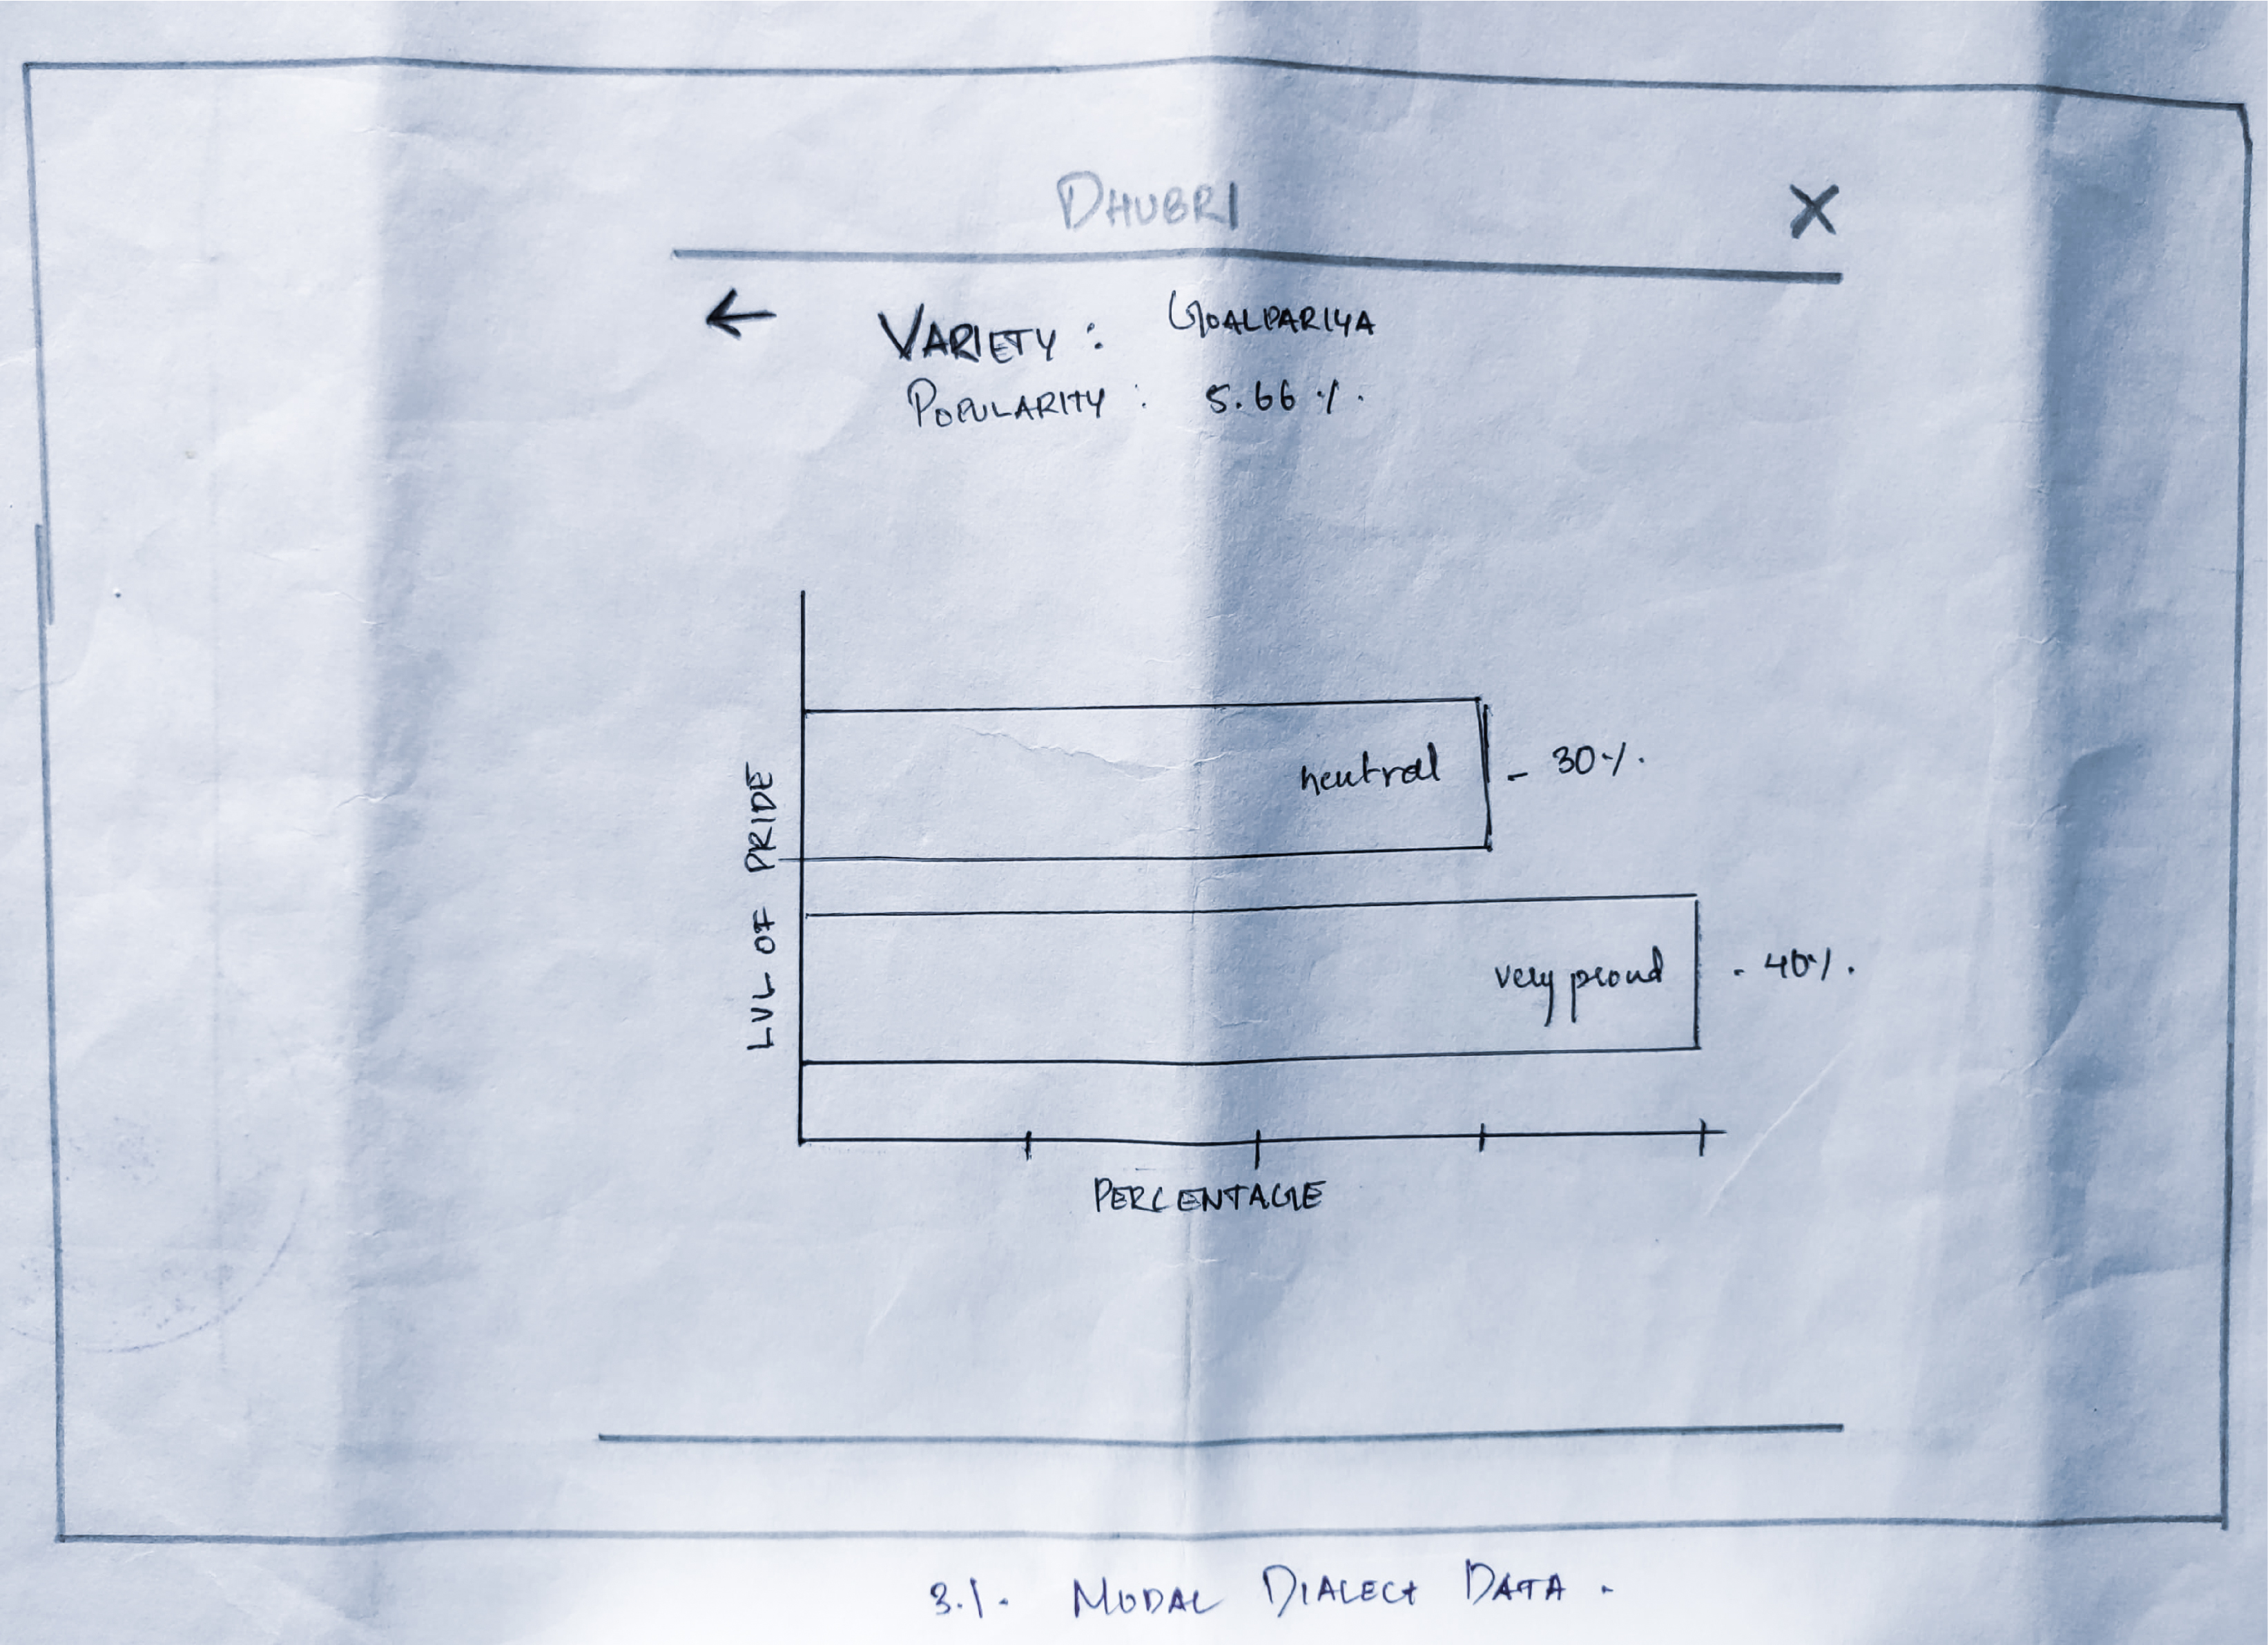 DHUBRI X
← VARIETY : GOALPARIYA
POPULARITY : 5.66 %.
LVL OF PRIDE
neutral - 30%.
very proud - 40%.
PERCENTAGE
3.1. MODAL DIALECT DATA.